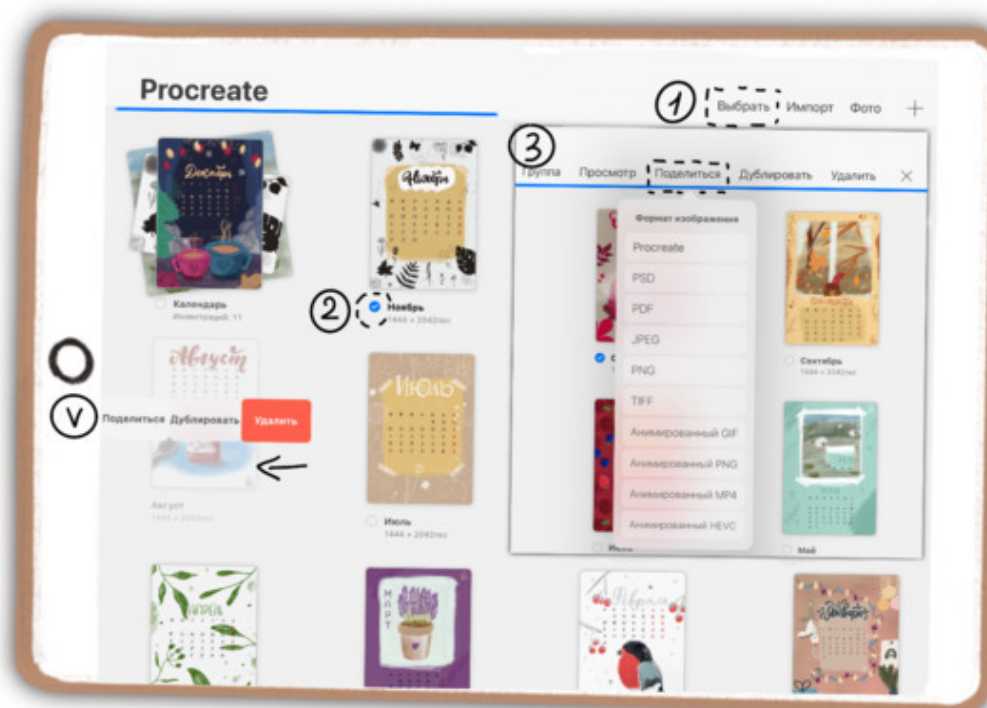 Procreate
1 Выбрать Импорт Фото +
3
Группа Просмотр Поделиться Дублировать Удалить ×
Формат изображения
Procreate
PSD
PDF
JPEG
PNG
TIFF
Анимированный GIF
Анимированный PNG
Анимированный MP4
Анимированный HEVC
Сентябрь
Май
Декабрь
Календарь
Иллюстраций: 11
Ноябрь
2 Ноябрь
1444 × 2042пкс
Август
V Поделиться Дублировать Удалить
Август
1444 × 2042пкс
Июль
Июль
1444 × 2042пкс
Апрель
МАРТ
Февраль
Январь